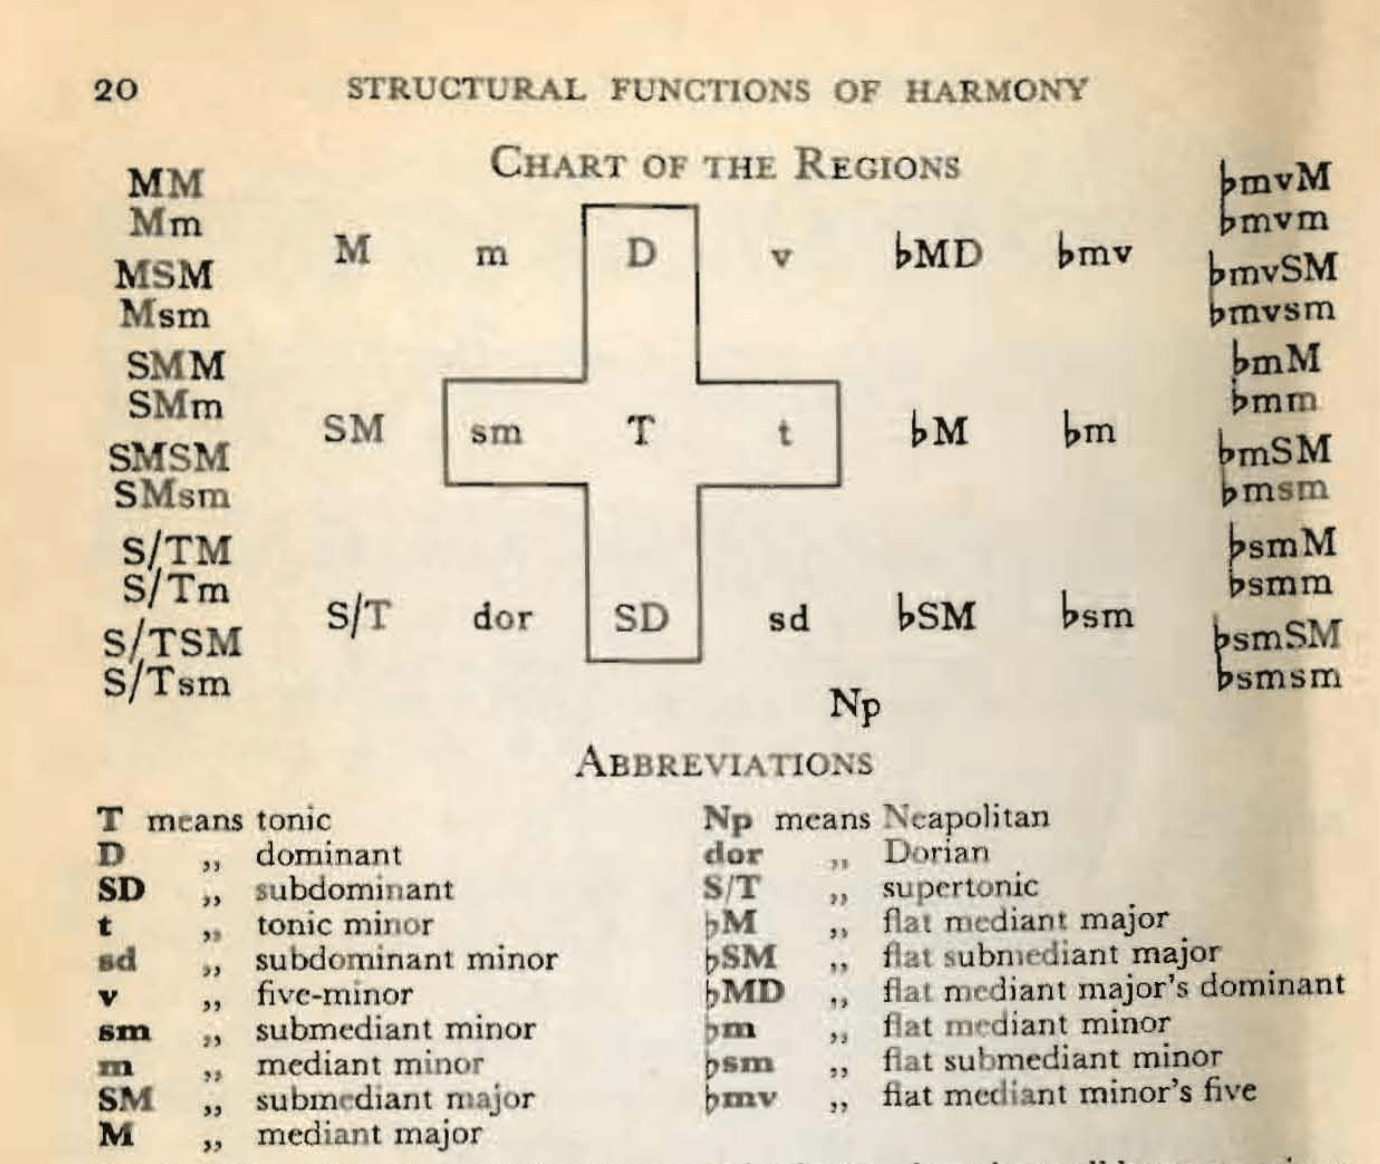 20 STRUCTURAL FUNCTIONS OF HARMONY
CHART OF THE REGIONS
MM ♭mvM
Mm ♭mvm
M m D v ♭MD ♭mv
MSM ♭mvSM
Msm ♭mvsm
SMM ♭mM
SMm ♭mm
SM sm T t ♭M ♭m
SMSM ♭mSM
SMsm ♭msm
S/TM ♭smM
S/Tm ♭smm
S/T dor SD sd ♭SM ♭sm
S/TSM ♭smSM
S/Tsm ♭smsm
Np
ABBREVIATIONS
T means tonic
D ,, dominant
SD ,, subdominant
t ,, tonic minor
sd ,, subdominant minor
v ,, five-minor
sm ,, submediant minor
m ,, mediant minor
SM ,, submediant major
M ,, mediant major
Np means Neapolitan
dor ,, Dorian
S/T ,, supertonic
♭M ,, flat mediant major
♭SM ,, flat submediant major
♭MD ,, flat mediant major's dominant
♭m ,, flat mediant minor
♭sm ,, flat submediant minor
♭mv ,, flat mediant minor's five